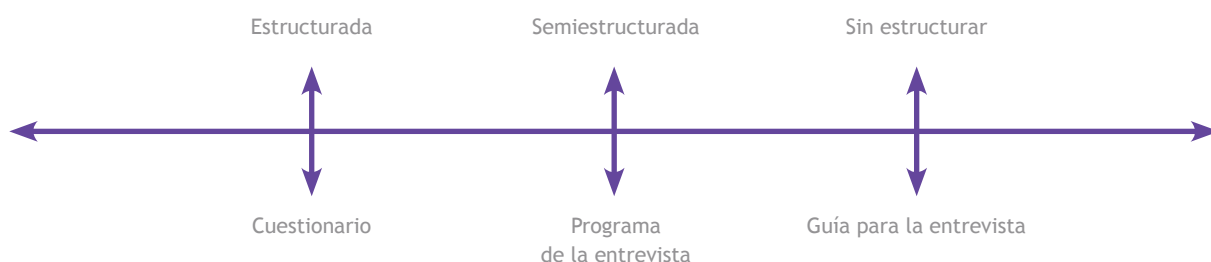 Estructurada
Semiestructurada
Sin estructurar
Cuestionario
Programa
de la entrevista
Guía para la entrevista